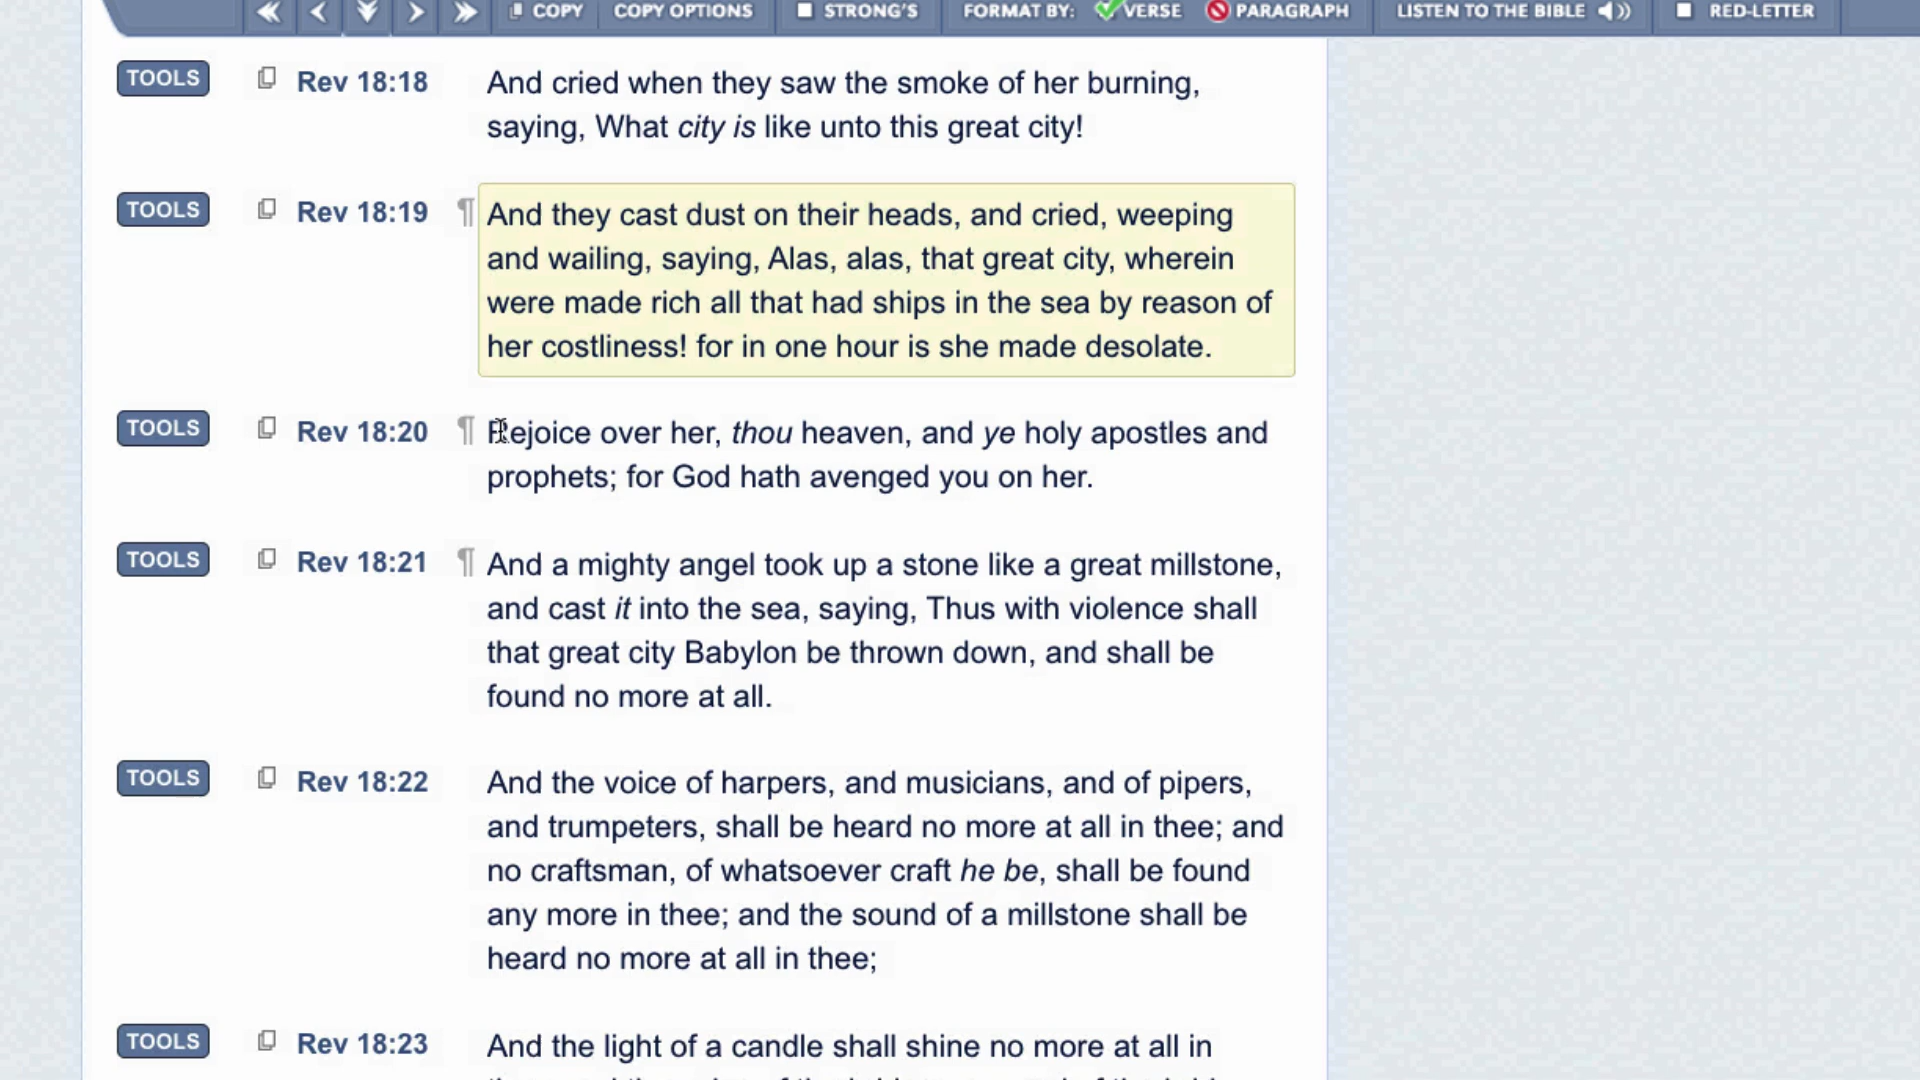 COPY COPY OPTIONS STRONG'S FORMAT BY: VERSE PARAGRAPH LISTEN TO THE BIBLE RED-LETTER
TOOLS Rev 18:18 And cried when they saw the smoke of her burning,
saying, What city is like unto this great city!
TOOLS Rev 18:19 ¶ And they cast dust on their heads, and cried, weeping
and wailing, saying, Alas, alas, that great city, wherein
were made rich all that had ships in the sea by reason of
her costliness! for in one hour is she made desolate.
TOOLS Rev 18:20 ¶ Rejoice over her, thou heaven, and ye holy apostles and
prophets; for God hath avenged you on her.
TOOLS Rev 18:21 ¶ And a mighty angel took up a stone like a great millstone,
and cast it into the sea, saying, Thus with violence shall
that great city Babylon be thrown down, and shall be
found no more at all.
TOOLS Rev 18:22 And the voice of harpers, and musicians, and of pipers,
and trumpeters, shall be heard no more at all in thee; and
no craftsman, of whatsoever craft he be, shall be found
any more in thee; and the sound of a millstone shall be
heard no more at all in thee;
TOOLS Rev 18:23 And the light of a candle shall shine no more at all in